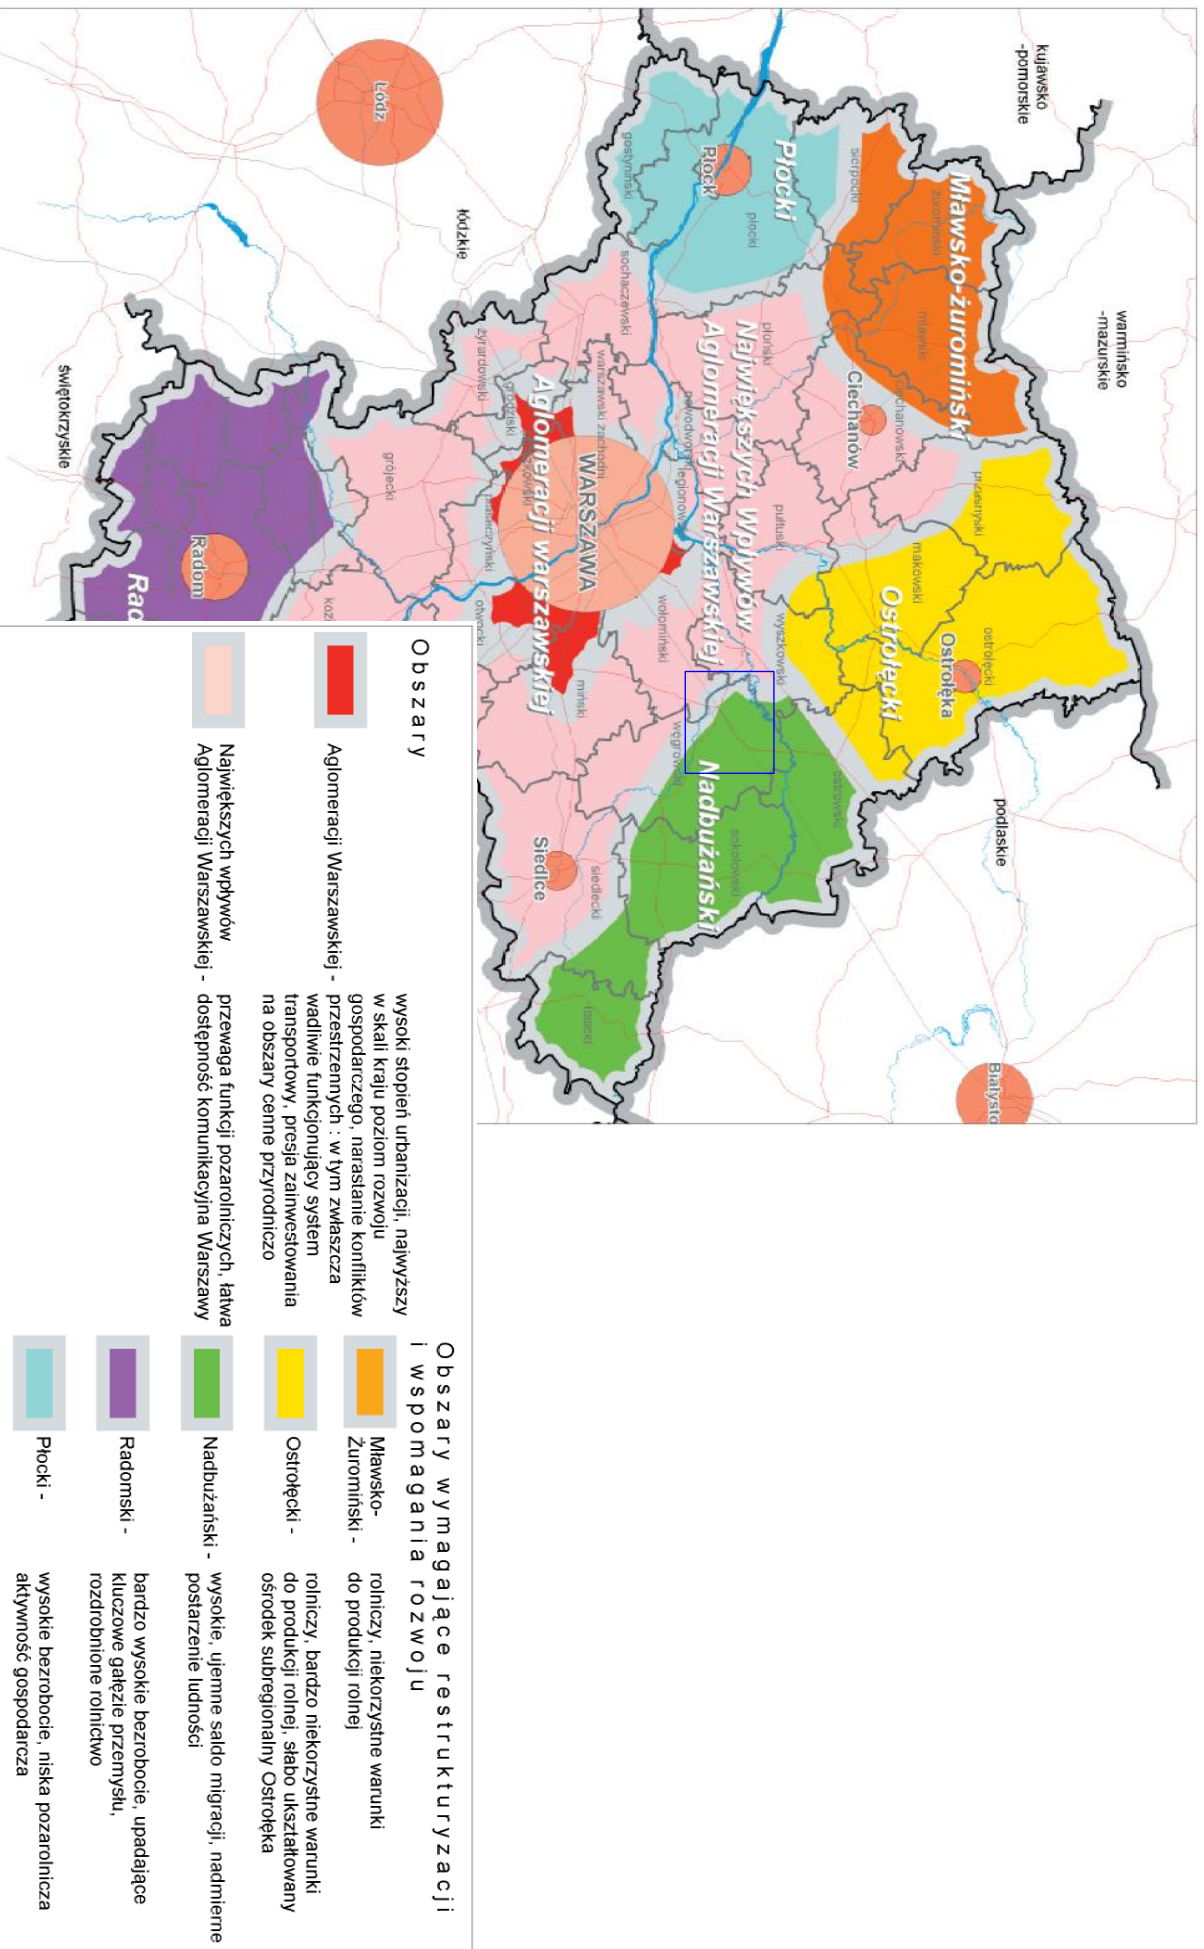 kujawsko
-pomorskie
warmińsko
-mazurskie
podlaskie
Białysto
Mławsko-żuromiński
żuromiński
mławski
sierpecki
Ciechanów
ciechanowski
przasnyski
makowski
ostrołęcki
Ostrołęka
Ostrołęcki
Płocki
płocki
Płock
gostyniński
płoński
Największych Wpływów
Aglomeracji Warszawskiej
pułtuski
wyszkowski
ostrowski
sokołowski
Nadbużański
węgrowski
łosicki
sochaczewski
warszawski zachodni
nowodworski
legionow
WARSZAWA
wołomiński
Aglomeracji warszawskiej
miński
grodziski
żyrardowski
piaseczyński
otwocki
Siedlce
siedlecki
grójecki
kozi
Łódź
łódzkie
Radom
Rad
świętokrzyskie
Obszary
Aglomeracji Warszawskiej -
wysoki stopień urbanizacji, najwyższy
w skali kraju poziom rozwoju
gospodarczego, narastanie konfliktów
przestrzennych : w tym zwłaszcza
wadliwie funkcjonujący system
transportowy, presja zainwestowania
na obszary cenne przyrodniczo
Największych wpływów
Aglomeracji Warszawskiej -
przewaga funkcji pozarolniczych, łatwa
dostępność komunikacyjna Warszawy
Obszary wymagające restrukturyzacji
i wspomagania rozwoju
Mławsko-
Żuromiński -
rolniczy, niekorzystne warunki
do produkcji rolnej
Ostrołęcki -
rolniczy, bardzo niekorzystne warunki
do produkcji rolnej, słabo ukształtowany
ośrodek subregionalny Ostrołęka
Nadbużański -
wysokie, ujemne saldo migracji, nadmierne
postarzenie ludności
Radomski -
bardzo wysokie bezrobocie, upadające
kluczowe gałęzie przemysłu,
rozdrobnione rolnictwo
Płocki -
wysokie bezrobocie, niska pozarolnicza
aktywność gospodarcza